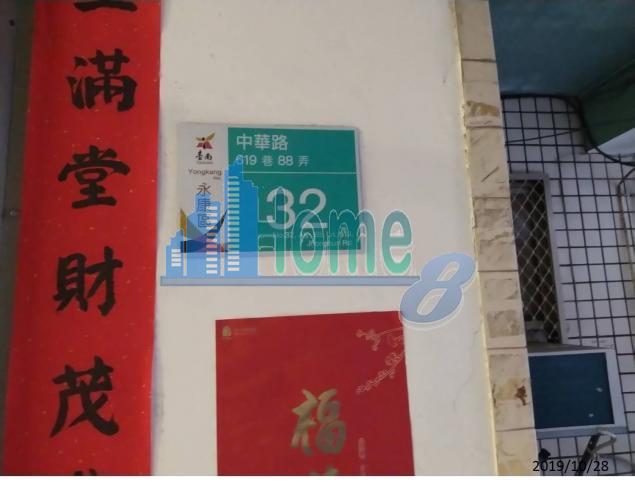 滿堂財茂
臺南
Yongkang
永康區
中華路
619 巷 88 弄
32
Home 8
福
2019/10/28